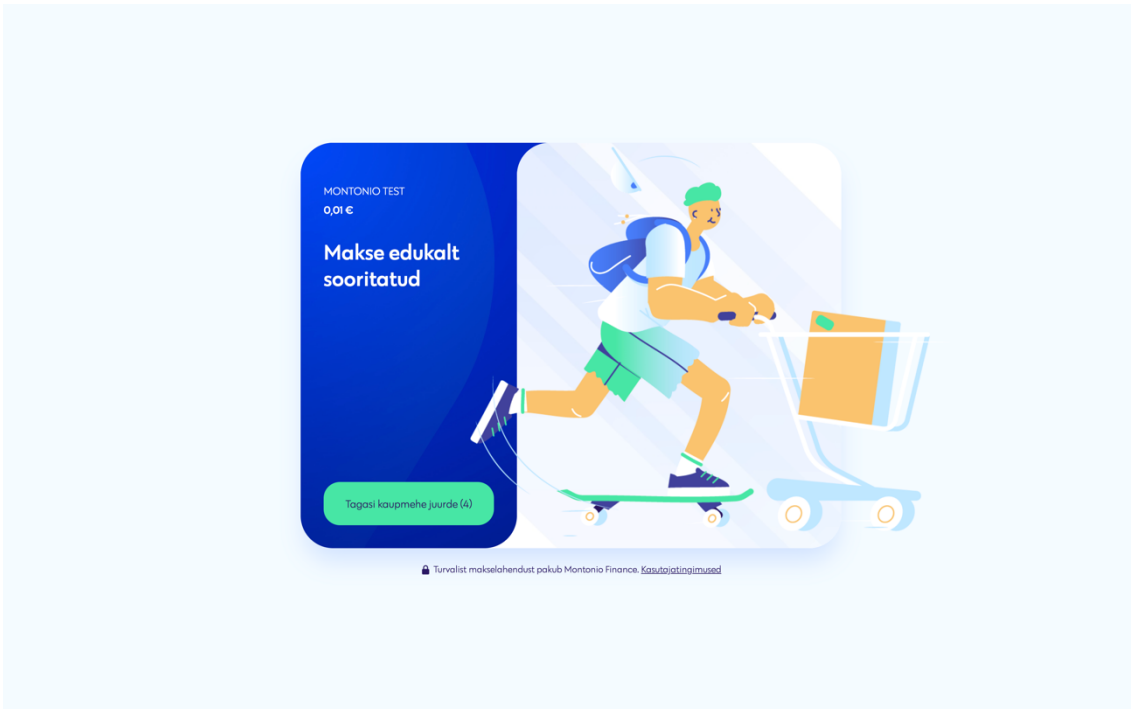 MONTONIO TEST
0,01 €
Makse edukalt
sooritatud
Tagasi kaupmehe juurde (4)
Turvalist makselahendust pakub Montonio Finance. Kasutajatingimused